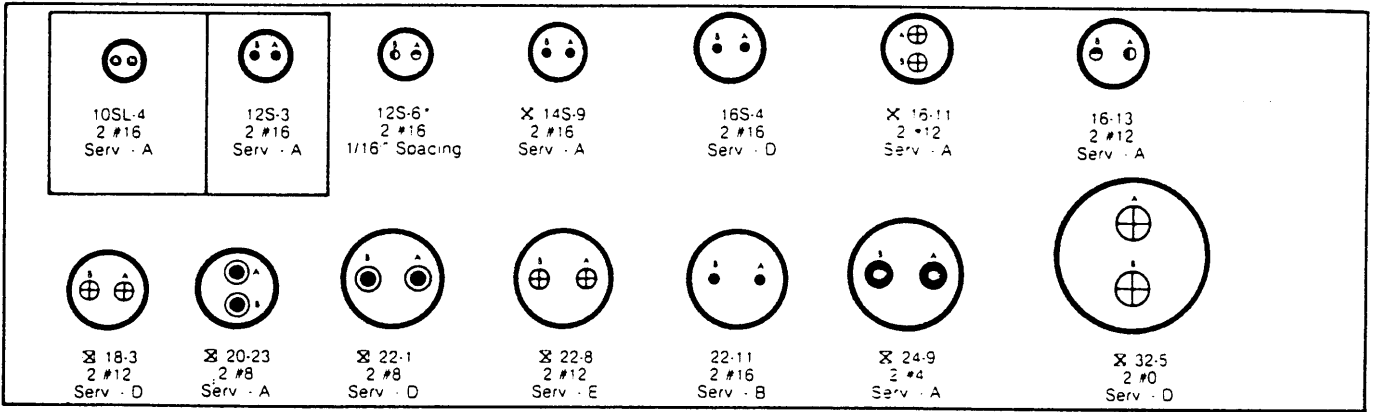 B A B A B A B A A B A
B
10SL-4 12S-3 12S-6* ⧖ 14S-9 16S-4 ⧖ 16-11 16-13
2 #16 2 #16 2 #16 2 #16 2 #16 2 #12 2 #12
Serv - A Serv - A 1/16" Spacing Serv - A Serv - D Serv - A Serv - A
A
B A A B A B A B A B A
B B
⧖ 18-3 ⧖ 20-23 ⧖ 22-1 ⧖ 22-8 22-11 ⧖ 24-9 ⧖ 32-5
2 #12 2 #8 2 #8 2 #12 2 #16 2 #4 2 #0
Serv - D Serv - A Serv - D Serv - E Serv - B Serv - A Serv - D